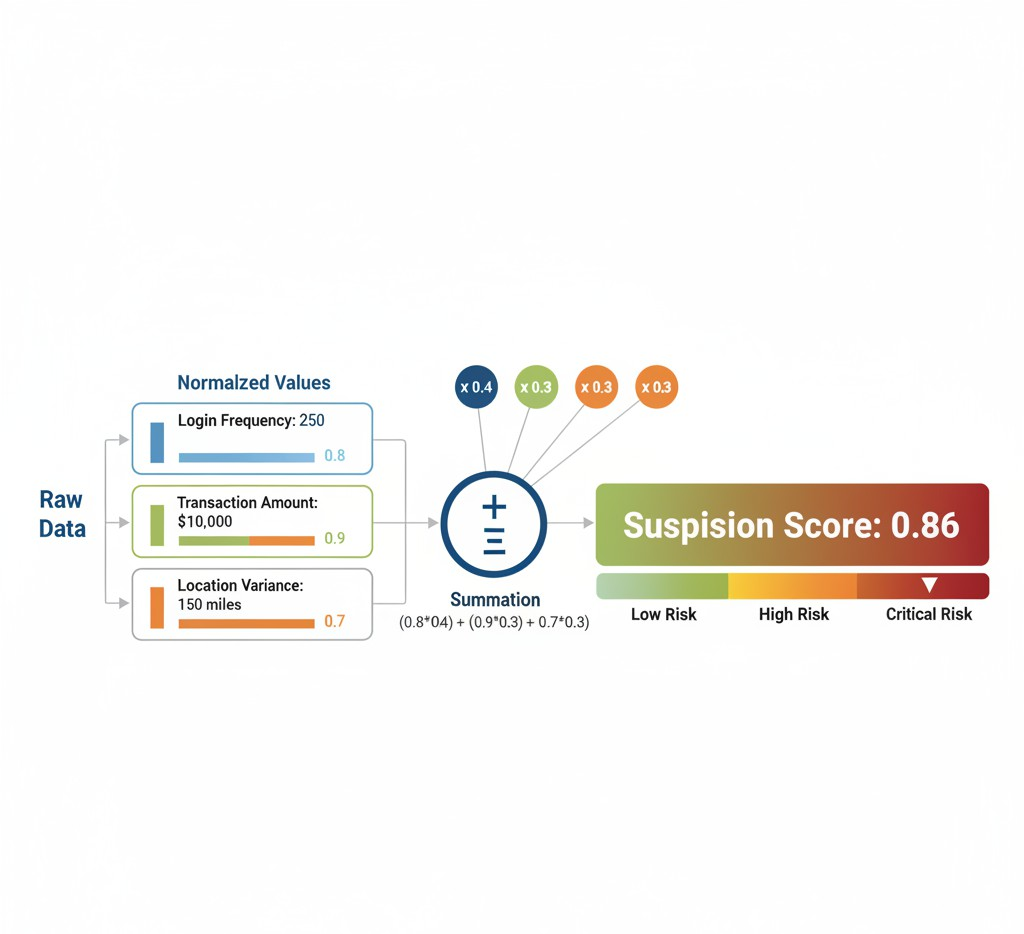 Normalzed Values
Raw
Data
Login Frequency: 250
0.8
Transaction Amount:
$10,000
0.9
Location Variance:
150 miles
0.7
x 0.4
x 0.3
x 0.3
x 0.3
+
Ξ
Summation
(0.8*04) + (0.9*0.3) + 0.7*0.3)
Suspision Score: 0.86
Low Risk
High Risk
Critical Risk